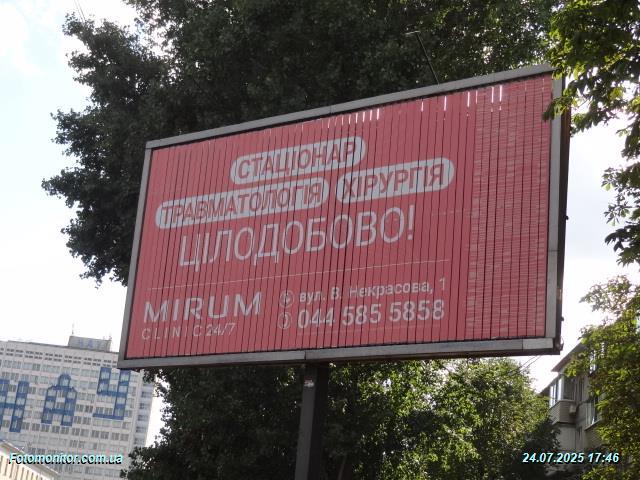 СТАЦІОНАР
ТРАВМАТОЛОГІЯ ХІРУРГІЯ
ЦІЛОДОБОВО!
MIRUM
CLINIC 24/7
вул. В. Некрасова, 1
044 585 5858
НАУ
Fotomonitor.com.ua
24.07.2025 17:46